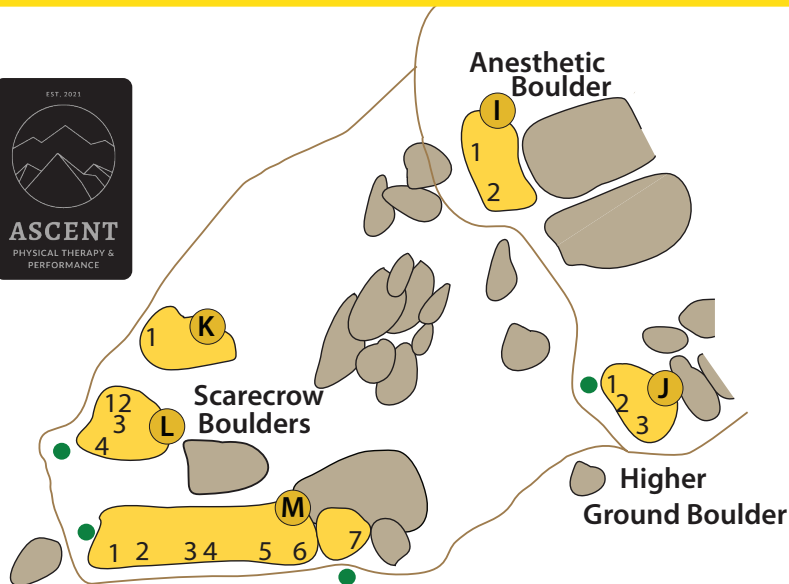 Anesthetic
Boulder
I
1
2
EST, 2021
ASCENT
PHYSICAL THERAPY &
PERFORMANCE
K
1
J
1
2
3
Scarecrow
Boulders
L
12
3
4
M
1 2 3 4 5 6 7
Higher
Ground Boulder